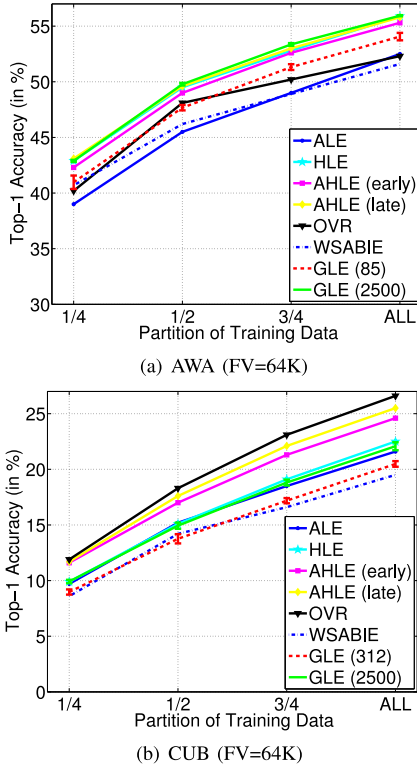 55
50
45
40
35
30
Top-1 Accuracy (in %)
ALE
HLE
AHLE (early)
AHLE (late)
OVR
WSABIE
GLE (85)
GLE (2500)
1/4 1/2 3/4 ALL
Partition of Training Data
(a) AWA (FV=64K)
25
20
15
10
5
0
Top-1 Accuracy (in %)
ALE
HLE
AHLE (early)
AHLE (late)
OVR
WSABIE
GLE (312)
GLE (2500)
1/4 1/2 3/4 ALL
Partition of Training Data
(b) CUB (FV=64K)